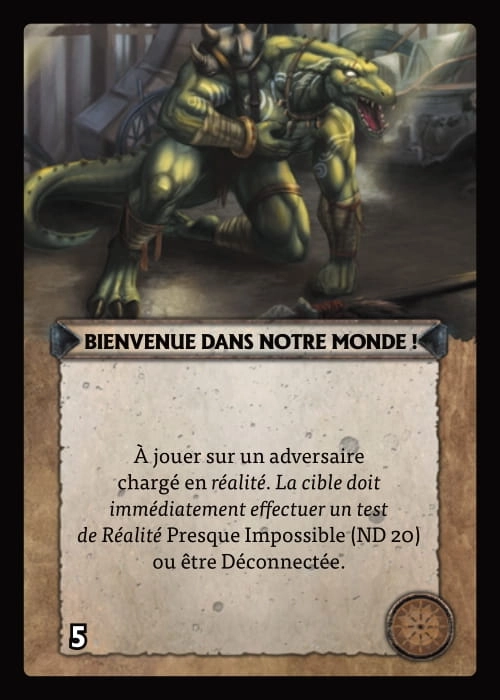 BIENVENUE DANS NOTRE MONDE !
À jouer sur un adversaire
chargé en réalité. La cible doit
immédiatement effectuer un test
de Réalité Presque Impossible (ND 20)
ou être Déconnectée.
5